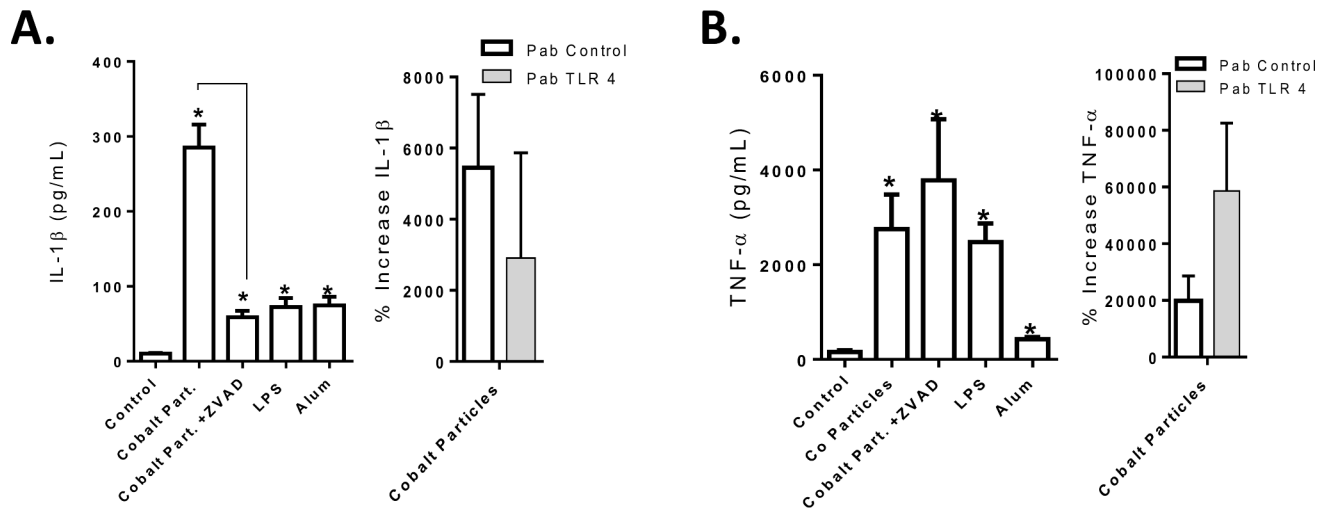 A.
IL-1β (pg/mL)
400
300
200
100
0
Control
Cobalt Part.
Cobalt Part. +ZVAD
LPS
Alum
*
*
*
*
Pab Control
Pab TLR 4
% Increase IL-1β
8000
6000
4000
2000
0
Cobalt Particles
B.
TNF-α (pg/mL)
6000
4000
2000
0
Control
Co Particles
Cobalt Part. +ZVAD
LPS
Alum
*
*
*
*
Pab Control
Pab TLR 4
% Increase TNF-α
100000
80000
60000
40000
20000
0
Cobalt Particles